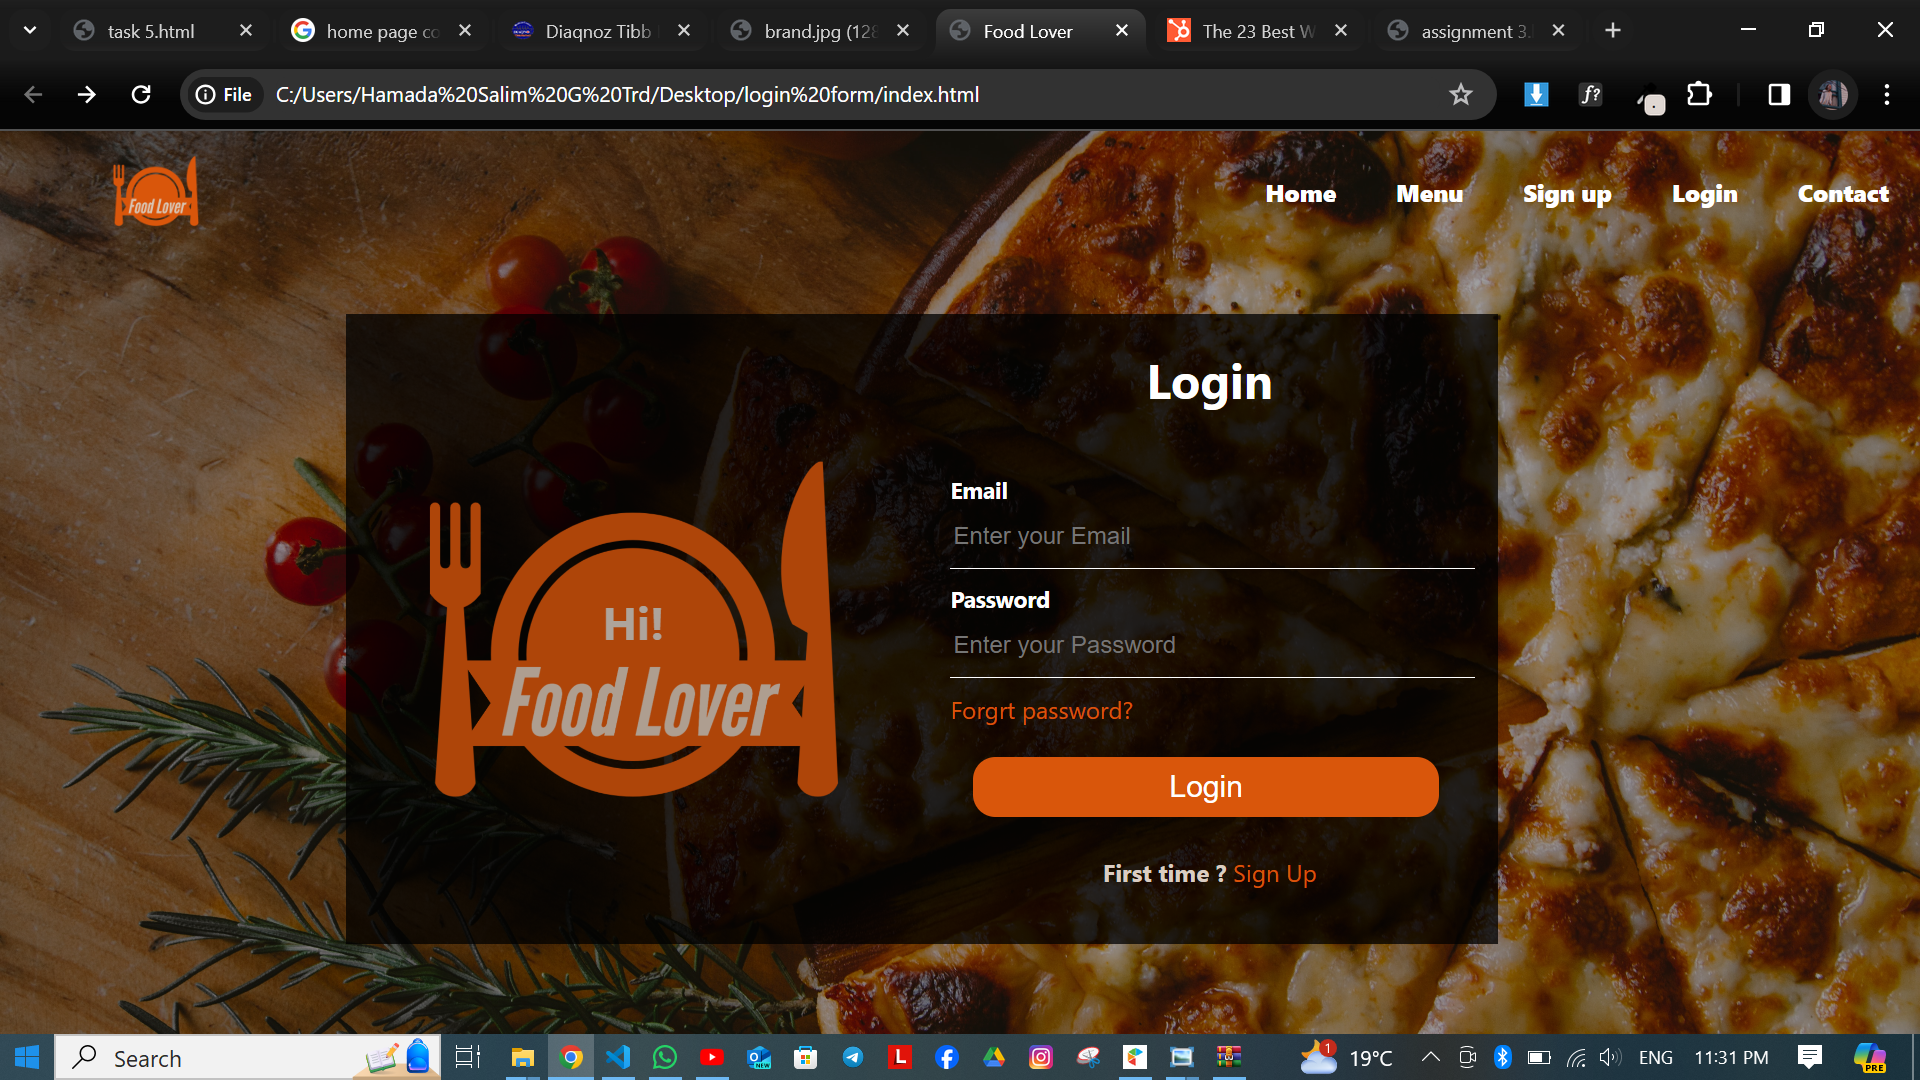 task 5.html
home page co
Diaqnoz Tibb
brand.jpg (128
Food Lover
The 23 Best W
assignment 3.
File
C:/Users/Hamada%20Salim%20G%20Trd/Desktop/login%20form/index.html
f?
Food Lover
Home
Menu
Sign up
Login
Contact
Login
Email
Enter your Email
Password
Enter your Password
Forgrt password?
Login
First time ? Sign Up
Hi!
Food Lover
Search
NEW
L
1
19°C
ENG
11:31 PM
PRE